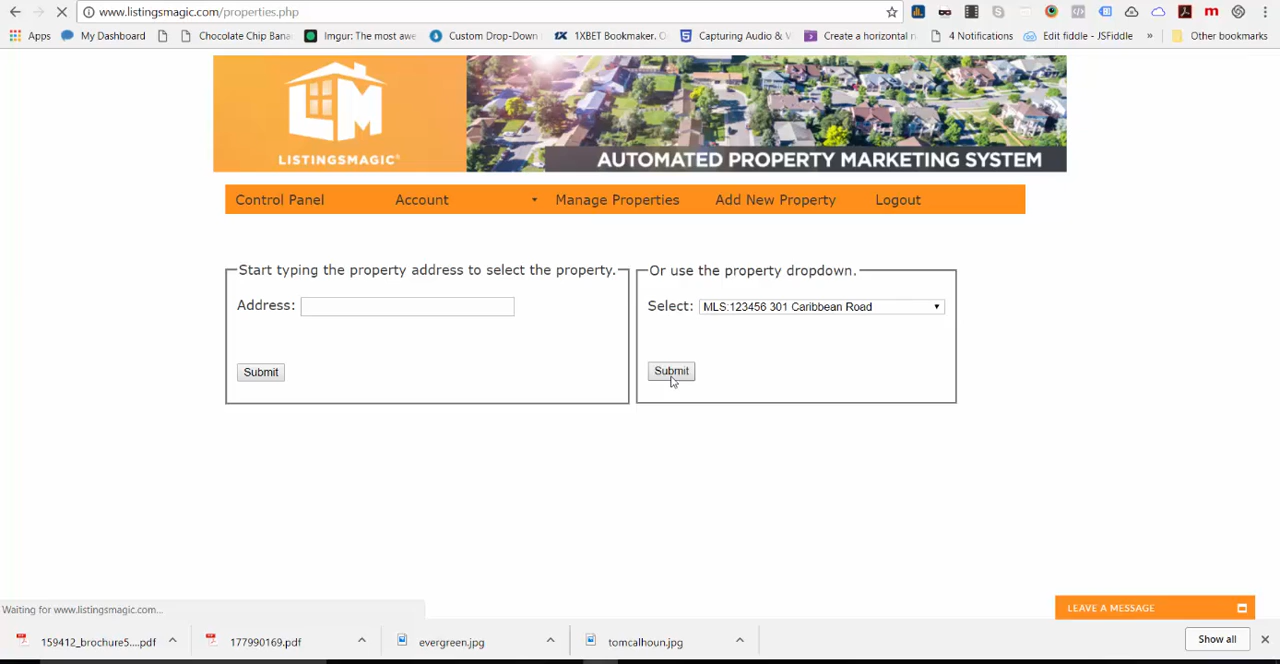 www.listingsmagic.com/properties.php
Apps My Dashboard Chocolate Chip Bana Imgur: The most awe Custom Drop-Down 1XBET Bookmaker. O Capturing Audio & V Create a horizontal r 4 Notifications Edit fiddle - JSFiddle » Other bookmarks
LM
LISTINGSMAGIC®
AUTOMATED PROPERTY MARKETING SYSTEM
Control Panel Account Manage Properties Add New Property Logout
Start typing the property address to select the property.
Address:
Submit
Or use the property dropdown.
Select: MLS:123456 301 Caribbean Road
Submit
Waiting for www.listingsmagic.com...
LEAVE A MESSAGE
159412_brochure5....pdf 177990169.pdf evergreen.jpg tomcalhoun.jpg Show all